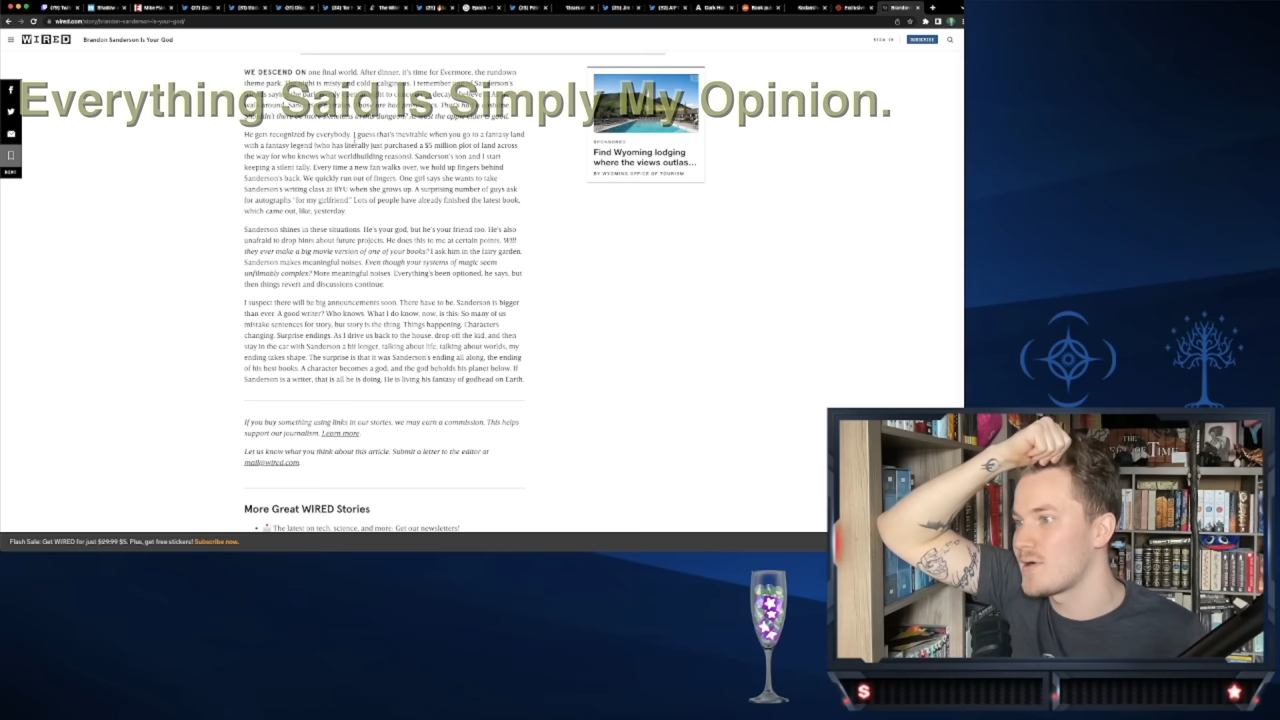 wired.com/story/brandon-sanderson-is-your-god/
WIRED
Brandon Sanderson Is Your God
SIGN IN
SUBSCRIBE
WE DESCEND ON one final world. After dinner, it's time for Evermore, the rundown
Everything Said Is Simply My Opinion.
He gets recognized by everybody. I guess that's inevitable when you go to a fantasy land
with a fantasy legend (who has literally just purchased a $5 million plot of land across
the way for who knows what worldbuilding reasons). Sanderson's son and I start
keeping a silent tally. Every time a new fan walks over, we hold up fingers behind
Sanderson's back. We quickly run out of fingers. One girl says she wants to take
Sanderson's writing class at BYU when she grows up. A surprising number of guys ask
for autographs "for my girlfriend." Lots of people have already finished the latest book,
which came out, like, yesterday.
Sanderson shines in these situations. He's your god, but he's your friend too. He's also
unafraid to drop hints about future projects. He does this to me at certain points. Will
they ever make a big movie version of one of your books? I ask him in the fairy garden.
Sanderson makes meaningful noises. Even though your systems of magic seem
unfilmably complex? More meaningful noises. Everything's been optioned, he says, but
then things revert and discussions continue.
I suspect there will be big announcements soon. There have to be. Sanderson is bigger
than ever. A good writer? Who knows. What I do know, now, is this: So many of us
mistake sentences for story, but story is the thing. Things happening. Characters
changing. Surprise endings. As I drive us back to the house, drop off the kid, and then
stay in the car with Sanderson a bit longer, talking about life, talking about worlds, my
ending takes shape. The surprise is that it was Sanderson's ending all along, the ending
of his best books. A character becomes a god, and the god beholds his planet below. If
Sanderson is a writer, that is all he is doing. He is living his fantasy of godhead on Earth.
If you buy something using links in our stories, we may earn a commission. This helps
support our journalism. Learn more.
Let us know what you think about this article. Submit a letter to the editor at
mail@wired.com.
More Great WIRED Stories
The latest on tech, science, and more: Get our newsletters!
SPONSORED
Find Wyoming lodging
where the views outlas...
BY WYOMING OFFICE OF TOURISM
Flash Sale: Get WIRED for just $29.99 $5. Plus, get free stickers! Subscribe now.
THE
OF TIME
S